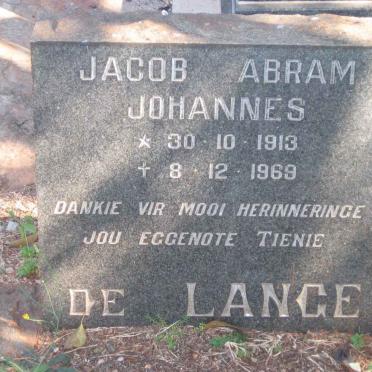 JACOB ABRAM
JOHANNES
* 30·10·1913
† 8·12·1969
DANKIE VIR MOOI HERINNERINGE
JOU EGGENOTE TIENIE
DE LANGE